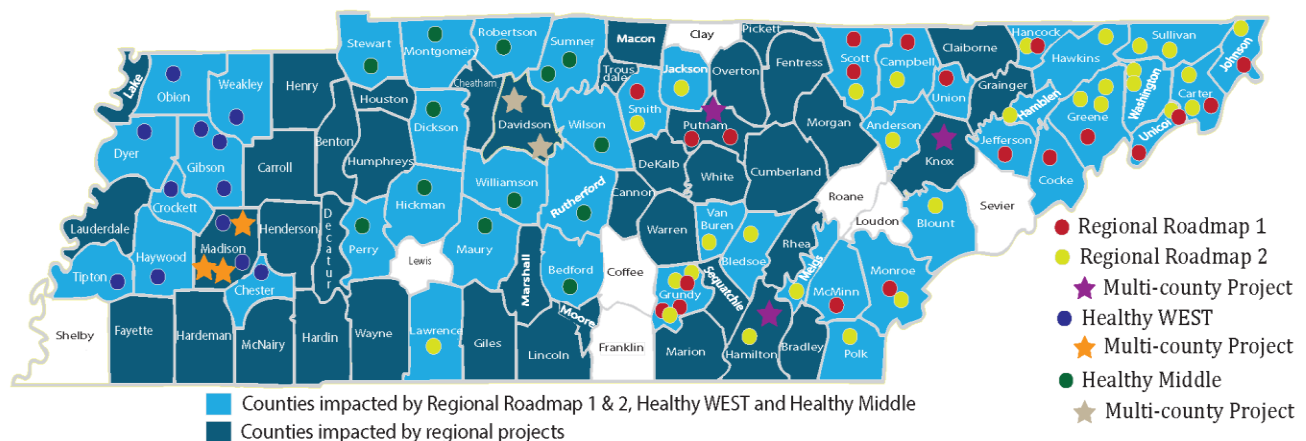 Stewart
Montgomery
Robertson
Sumner
Macon
Clay
Pickett
Claiborne
Hancock
Hawkins
Sullivan
Johnson
Lake
Obion
Weakley
Henry
Houston
Cheatham
Trous
dale
Jackson
Overton
Fentress
Scott
Campbell
Union
Grainger
Hamblen
Washington
Carter
Unicoi
Greene
Dyer
Gibson
Carroll
Benton
Humphreys
Dickson
Davidson
Wilson
Smith
Putnam
Morgan
Anderson
Knox
Jefferson
Cocke
Crockett
Lauderdale
Haywood
Madison
Henderson
Decatur
Perry
Hickman
Williamson
Rutherford
Cannon
DeKalb
White
Cumberland
Roane
Loudon
Blount
Sevier
Tipton
Chester
Lewis
Maury
Marshall
Bedford
Coffee
Warren
Van
Buren
Bledsoe
Rhea
Meigs
McMinn
Monroe
Shelby
Fayette
Hardeman
McNairy
Hardin
Wayne
Lawrence
Giles
Lincoln
Moore
Franklin
Grundy
Sequatchie
Marion
Hamilton
Bradley
Polk
Regional Roadmap 1
Regional Roadmap 2
Multi-county Project
Healthy WEST
Multi-county Project
Healthy Middle
Multi-county Project
Counties impacted by Regional Roadmap 1 & 2, Healthy WEST and Healthy Middle
Counties impacted by regional projects